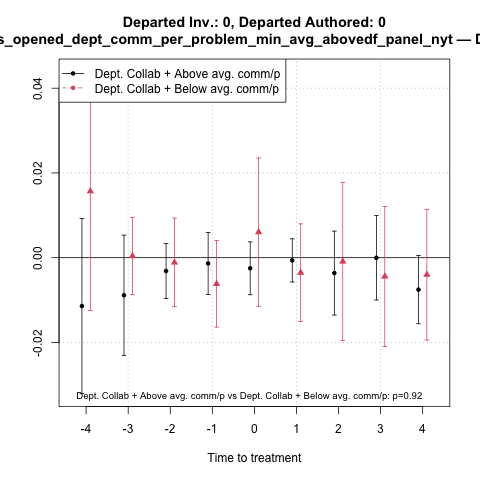 Departed Inv.: 0, Departed Authored: 0
s_opened_dept_comm_per_problem_min_avg_abovedf_panel_nyt — D
Dept. Collab + Above avg. comm/p
Dept. Collab + Below avg. comm/p
0.04
0.02
0.00
-0.02
Dept. Collab + Above avg. comm/p vs Dept. Collab + Below avg. comm/p: p=0.92
-4 -3 -2 -1 0 1 2 3 4
Time to treatment